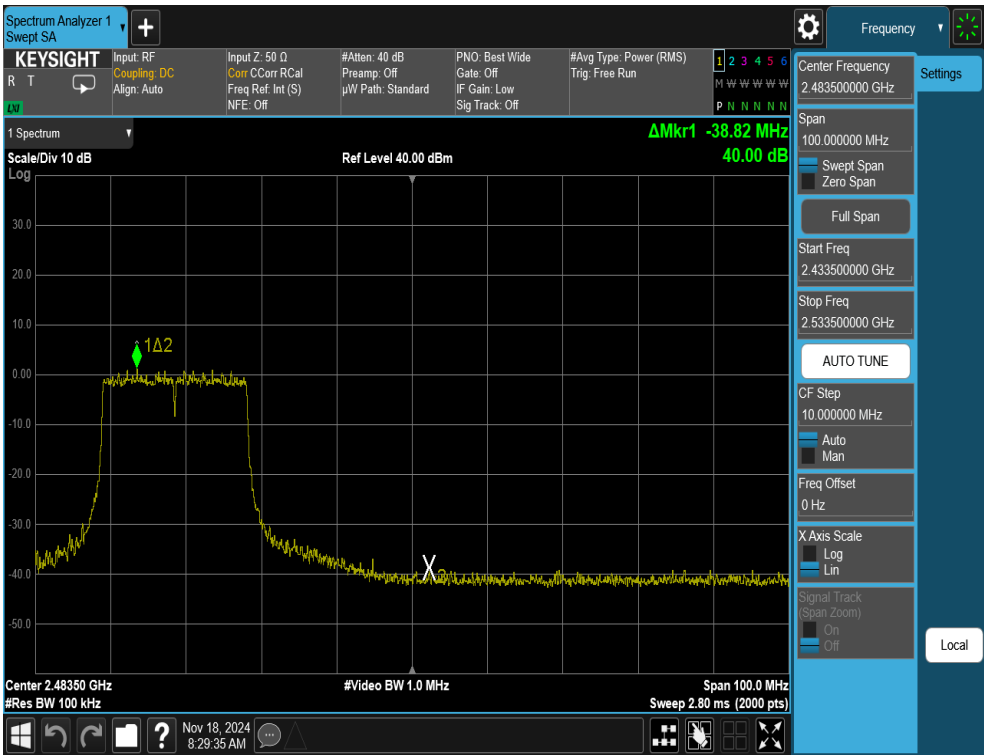 Spectrum Analyzer 1
Swept SA
+
Frequency
KEYSIGHT
R T
LXI
Input: RF
Coupling: DC
Align: Auto
Input Z: 50 Ω
Corr CCorr RCal
Freq Ref: Int (S)
NFE: Off
#Atten: 40 dB
Preamp: Off
µW Path: Standard
PNO: Best Wide
Gate: Off
IF Gain: Low
Sig Track: Off
#Avg Type: Power (RMS)
Trig: Free Run
1 2 3 4 5 6
M W W W W W
P N N N N N
1 Spectrum
ΔMkr1 -38.82 MHz
40.00 dB
Scale/Div 10 dB
Ref Level 40.00 dBm
Log
30.0
20.0
10.0
0.00
-10.0
-20.0
-30.0
-40.0
-50.0
1Δ2
X2
Center 2.48350 GHz
#Video BW 1.0 MHz
Span 100.0 MHz
#Res BW 100 kHz
Sweep 2.80 ms (2000 pts)
Center Frequency
2.483500000 GHz
Settings
Span
100.000000 MHz
Swept Span
Zero Span
Full Span
Start Freq
2.433500000 GHz
Stop Freq
2.533500000 GHz
AUTO TUNE
CF Step
10.000000 MHz
Auto
Man
Freq Offset
0 Hz
X Axis Scale
Log
Lin
Signal Track
(Span Zoom)
On
Off
Local
?
Nov 18, 2024
8:29:35 AM